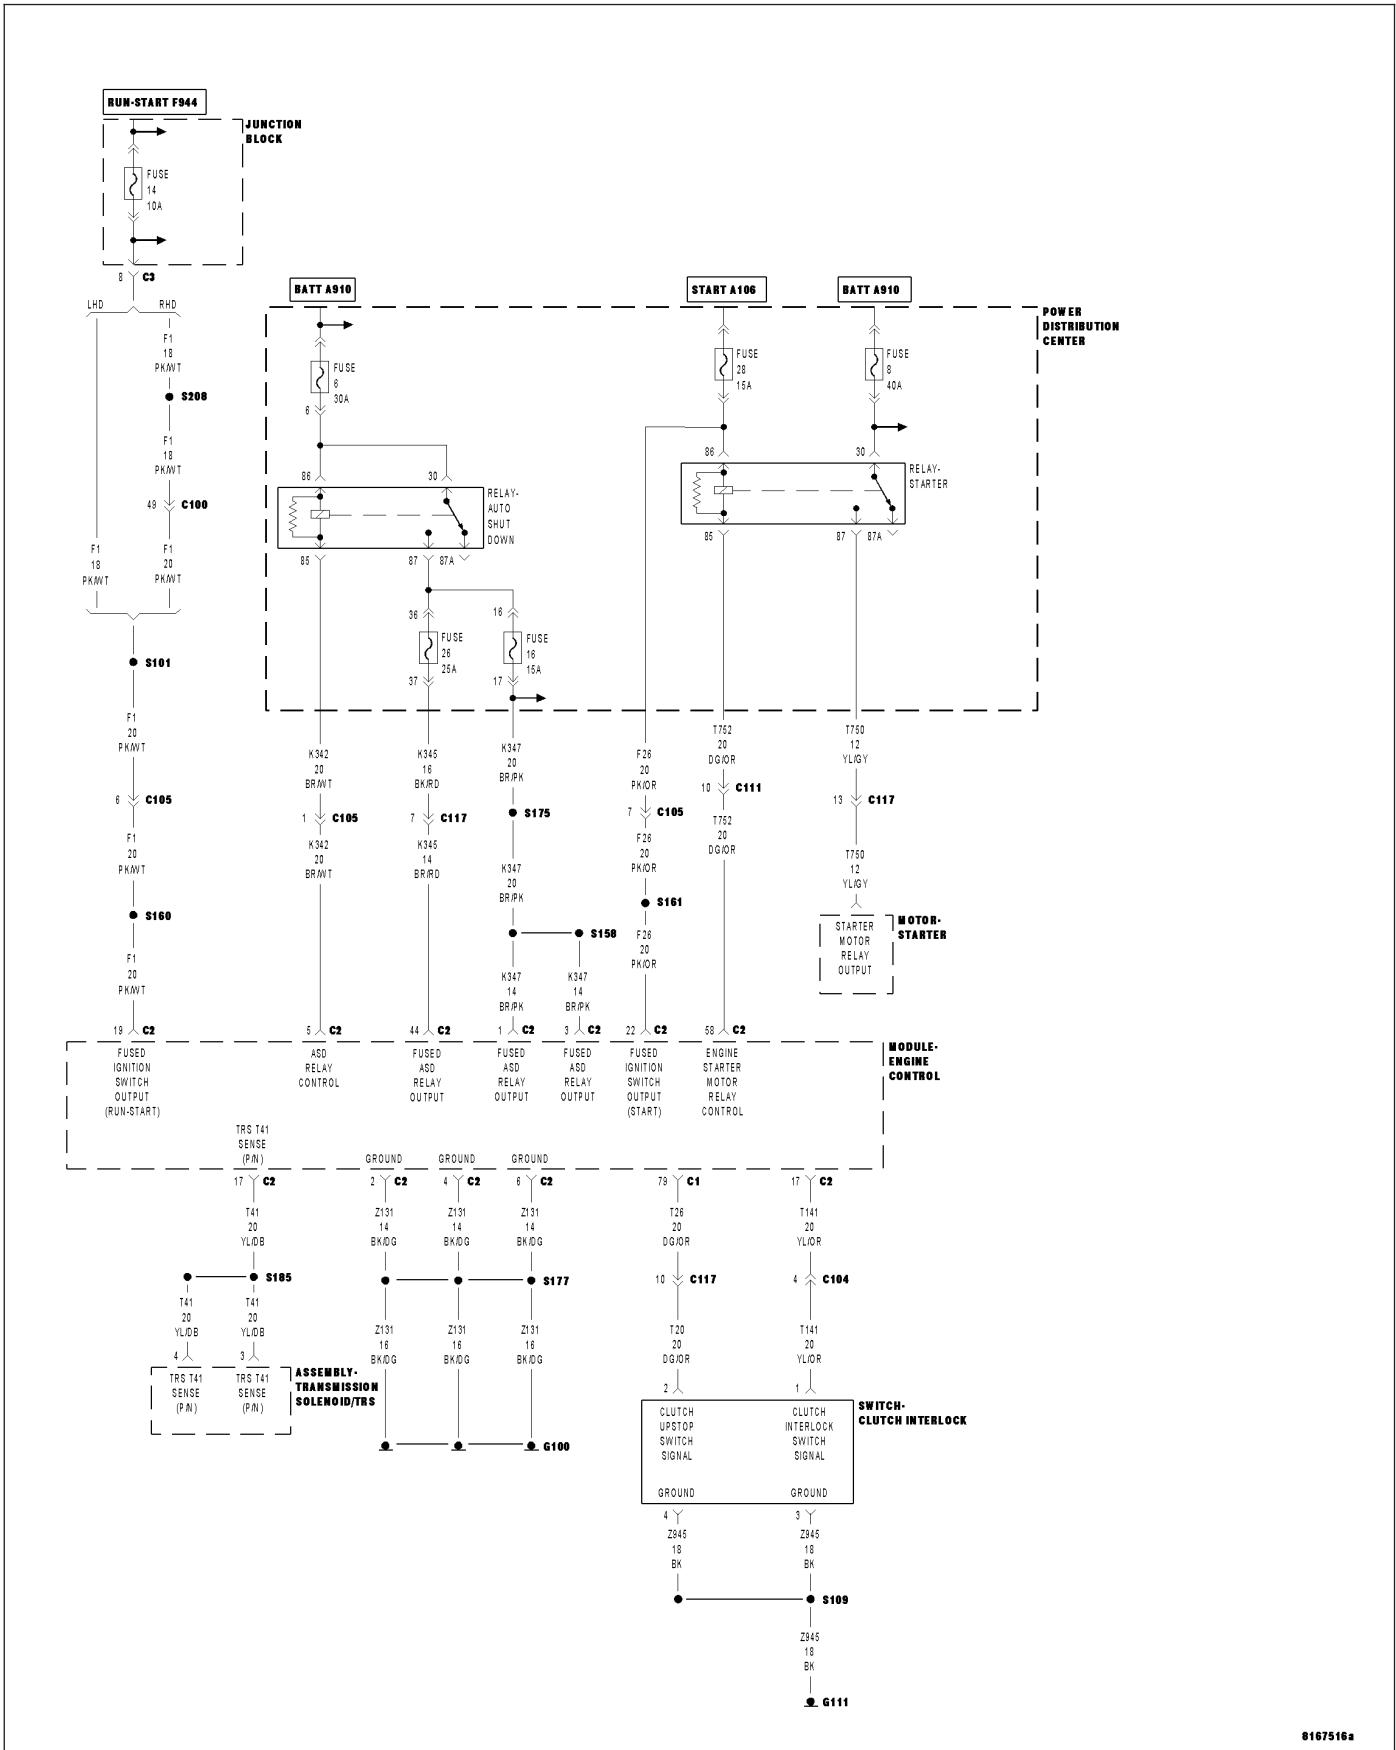 RUN-START F944
JUNCTION
BLOCK
FUSE
14
10A
8 C3
LHD
RHD
F1
18
PK/WT
S208
F1
18
PK/WT
49 C100
F1
18
PK/WT
F1
20
PK/WT
S101
F1
20
PK/WT
6 C105
F1
20
PK/WT
S160
F1
20
PK/WT
BATT A910
START A106
BATT A910
POWER
DISTRIBUTION
CENTER
FUSE
6
30A
6
FUSE
28
15A
FUSE
8
40A
86
30
RELAY-
AUTO
SHUT
DOWN
85
87
87A
86
30
RELAY-
STARTER
85
87
87A
36
FUSE
26
25A
37
16
FUSE
16
15A
17
K342
20
BR/WT
1 C105
K342
20
BR/WT
K345
16
BK/RD
7 C117
K345
14
BR/RD
K347
20
BR/PK
S175
K347
20
BR/PK
S158
K347
14
BR/PK
K347
14
BR/PK
F26
20
PK/OR
7 C105
F26
20
PK/OR
S161
F26
20
PK/OR
T752
20
DG/OR
10 C111
T752
20
DG/OR
T750
12
YL/GY
13 C117
T750
12
YL/GY
STARTER
MOTOR
RELAY
OUTPUT
MOTOR-
STARTER
19 C2
5 C2
44 C2
1 C2
3 C2
22 C2
58 C2
MODULE-
ENGINE
CONTROL
FUSED
IGNITION
SWITCH
OUTPUT
(RUN-START)
ASD
RELAY
CONTROL
FUSED
ASD
RELAY
OUTPUT
FUSED
ASD
RELAY
OUTPUT
FUSED
ASD
RELAY
OUTPUT
FUSED
IGNITION
SWITCH
OUTPUT
(START)
ENGINE
STARTER
MOTOR
RELAY
CONTROL
TRS T41
SENSE
(P/N)
GROUND
GROUND
GROUND
17 C2
2 C2
4 C2
6 C2
79 C1
17 C2
T41
20
YL/DB
S185
T41
20
YL/DB
T41
20
YL/DB
4
3
TRS T41
SENSE
(P/N)
TRS T41
SENSE
(P/N)
ASSEMBLY-
TRANSMISSION
SOLENOID/TRS
Z131
14
BK/DG
Z131
14
BK/DG
Z131
14
BK/DG
S177
Z131
16
BK/DG
Z131
16
BK/DG
Z131
16
BK/DG
G100
T26
20
DG/OR
10 C117
T20
20
DG/OR
2
T141
20
YL/OR
4 C104
T141
20
YL/OR
1
CLUTCH
UPSTOP
SWITCH
SIGNAL
CLUTCH
INTERLOCK
SWITCH
SIGNAL
SWITCH-
CLUTCH INTERLOCK
GROUND
GROUND
4
3
Z945
18
BK
Z945
18
BK
S109
Z945
18
BK
G111
8167516a